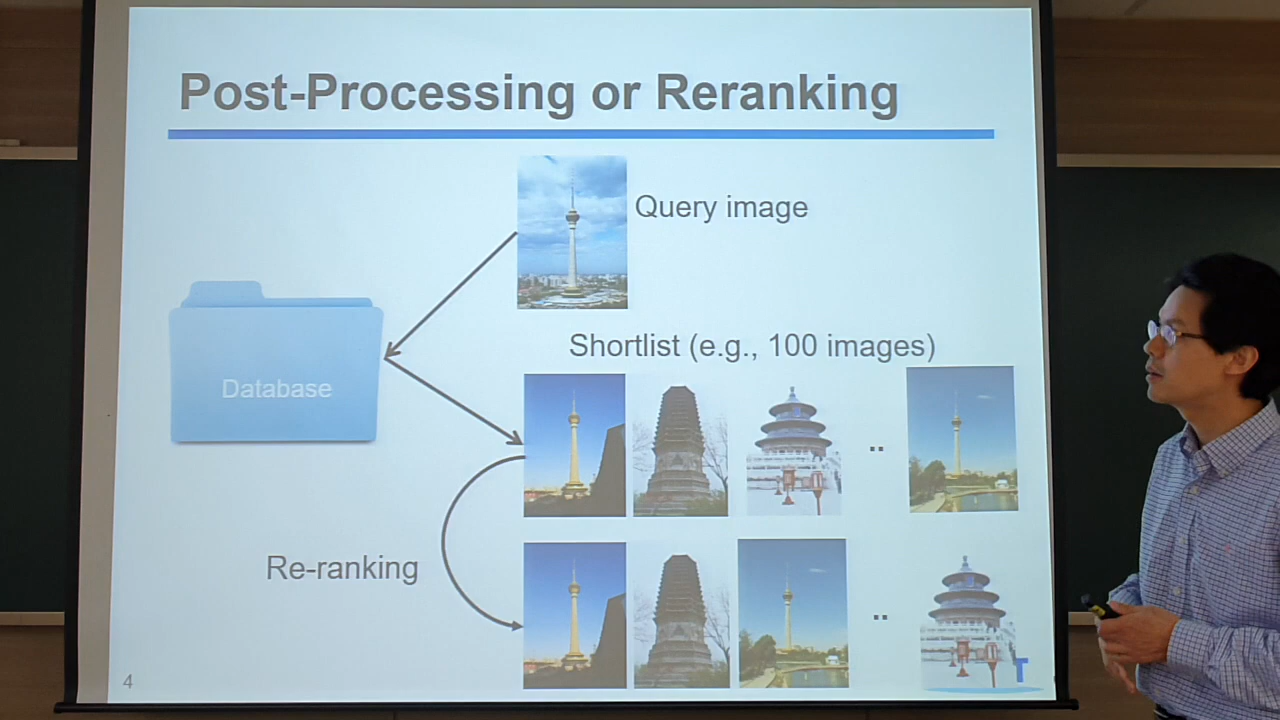 Post-Processing or Reranking
Query image
Shortlist (e.g., 100 images)
Database
..
Re-ranking
..
4
T